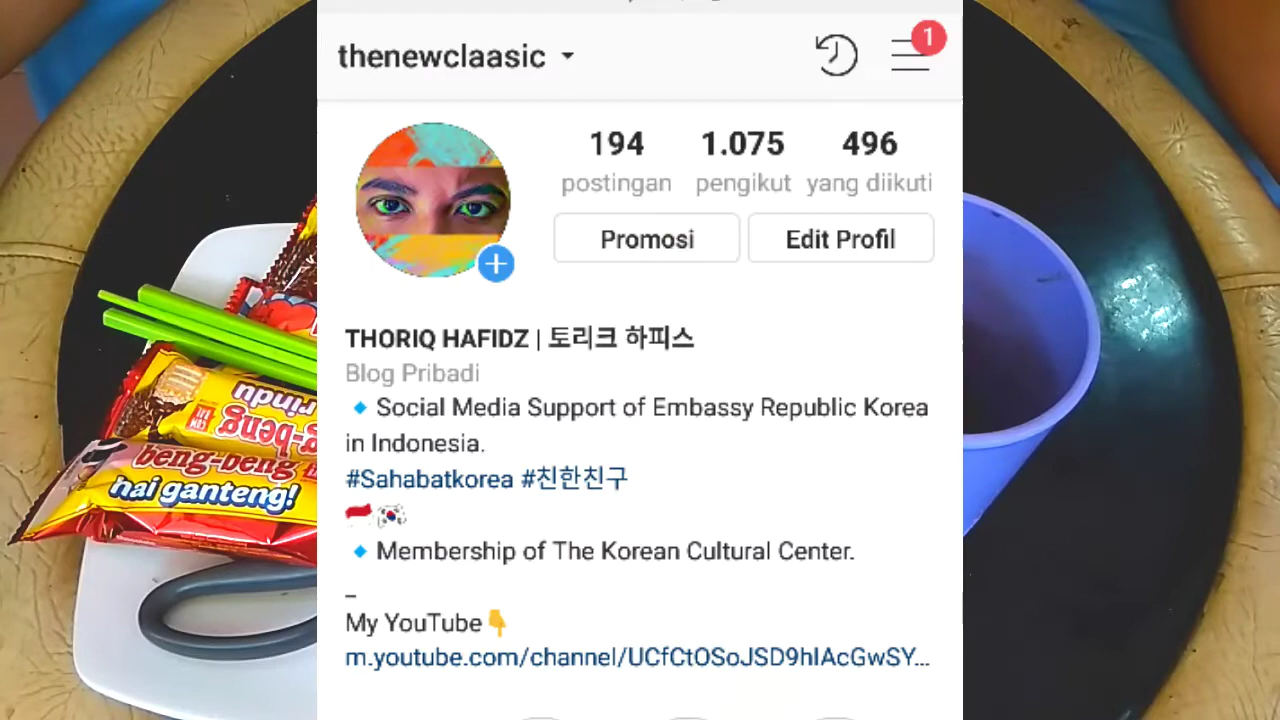 thenewclaasic
1
194 1.075 496
postingan pengikut yang diikuti
Promosi Edit Profil
THORIQ HAFIDZ | 토리크 하피스
Blog Pribadi
🔹 Social Media Support of Embassy Republic Korea
in Indonesia.
#Sahabatkorea #친한친구
🇮🇩🇰🇷
🔹 Membership of The Korean Cultural Center.
_
My YouTube👇
m.youtube.com/channel/UCfCtOSoJSD9hIAcGwSY...
rindu
beng-beng
hai ganteng!